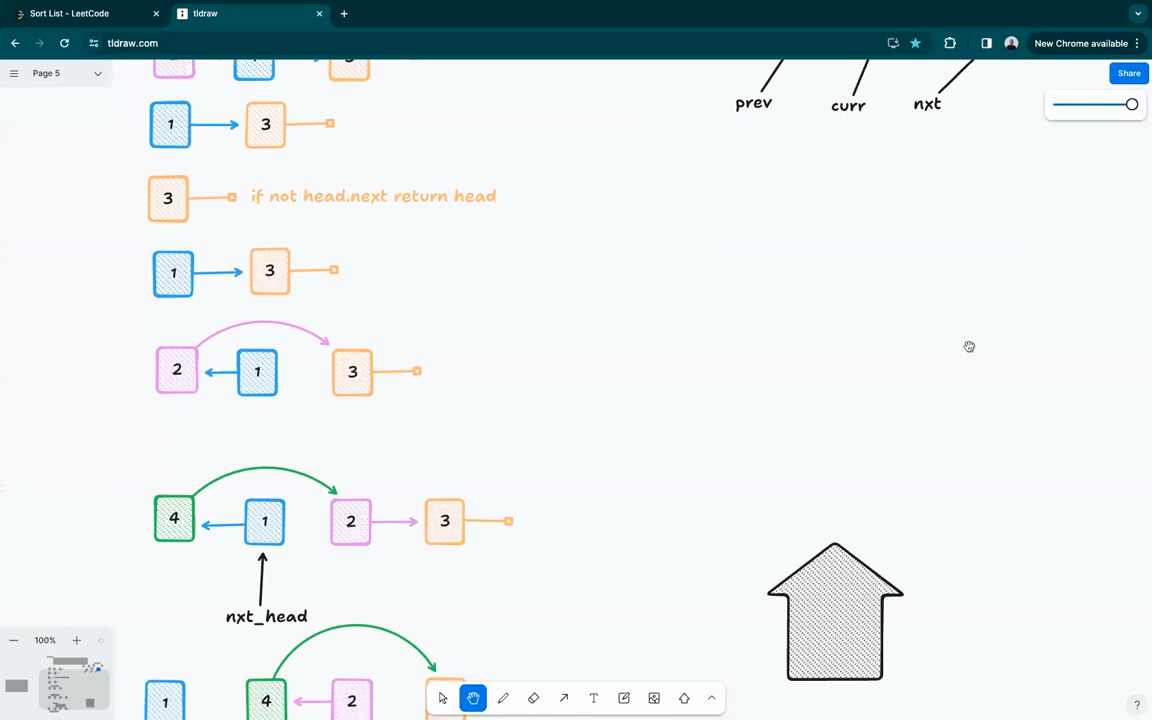 Sort List - LeetCode
tldraw
tldraw.com
New Chrome available
Page 5
Share
prev curr nxt
1 3
3 if not head.next return head
1 3
2 1 3
4 1 2 3
nxt_head
1 4 2
100%
T
?